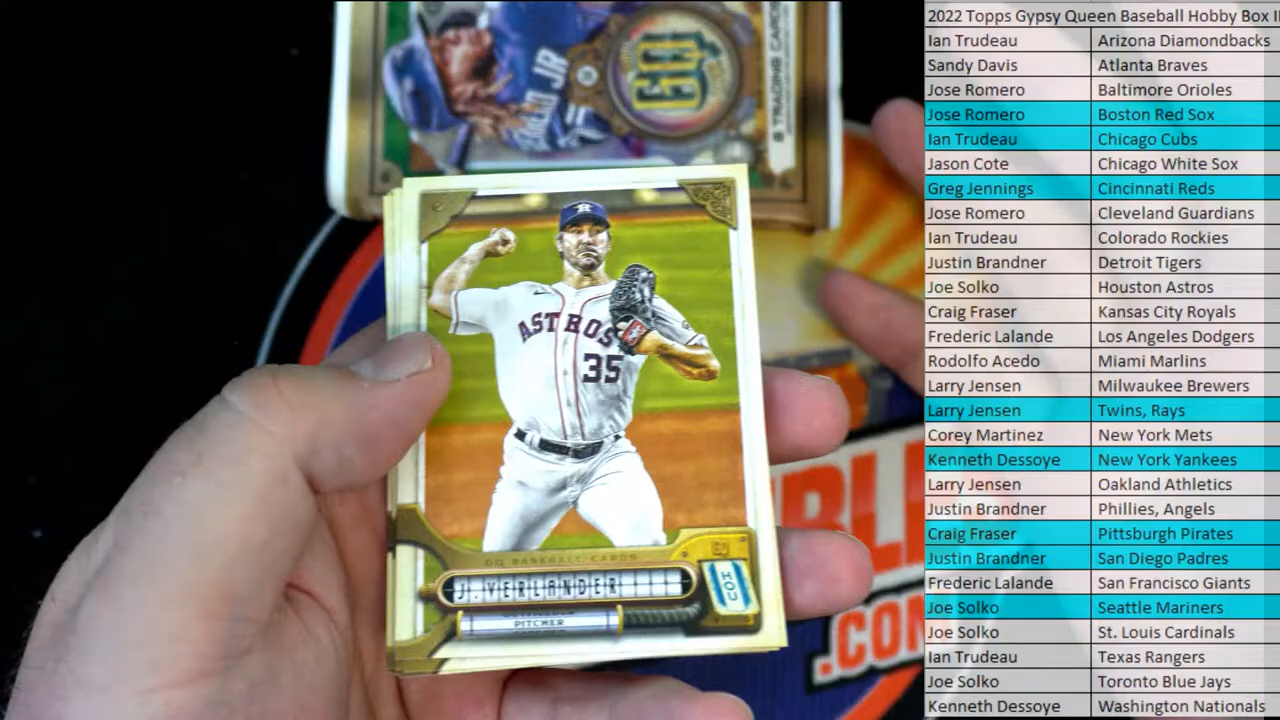 GQ
8 TRADING CARDS
ASTROS
35
GQ BASEBALL CARDS
J. VERLANDER
PITCHER
HOU
.COM
2022 Topps Gypsy Queen Baseball Hobby Box
Ian Trudeau Arizona Diamondbacks
Sandy Davis Atlanta Braves
Jose Romero Baltimore Orioles
Jose Romero Boston Red Sox
Ian Trudeau Chicago Cubs
Jason Cote Chicago White Sox
Greg Jennings Cincinnati Reds
Jose Romero Cleveland Guardians
Ian Trudeau Colorado Rockies
Justin Brandner Detroit Tigers
Joe Solko Houston Astros
Craig Fraser Kansas City Royals
Frederic Lalande Los Angeles Dodgers
Rodolfo Acedo Miami Marlins
Larry Jensen Milwaukee Brewers
Larry Jensen Twins, Rays
Corey Martinez New York Mets
Kenneth Dessoye New York Yankees
Larry Jensen Oakland Athletics
Justin Brandner Phillies, Angels
Craig Fraser Pittsburgh Pirates
Justin Brandner San Diego Padres
Frederic Lalande San Francisco Giants
Joe Solko Seattle Mariners
Joe Solko St. Louis Cardinals
Ian Trudeau Texas Rangers
Joe Solko Toronto Blue Jays
Kenneth Dessoye Washington Nationals